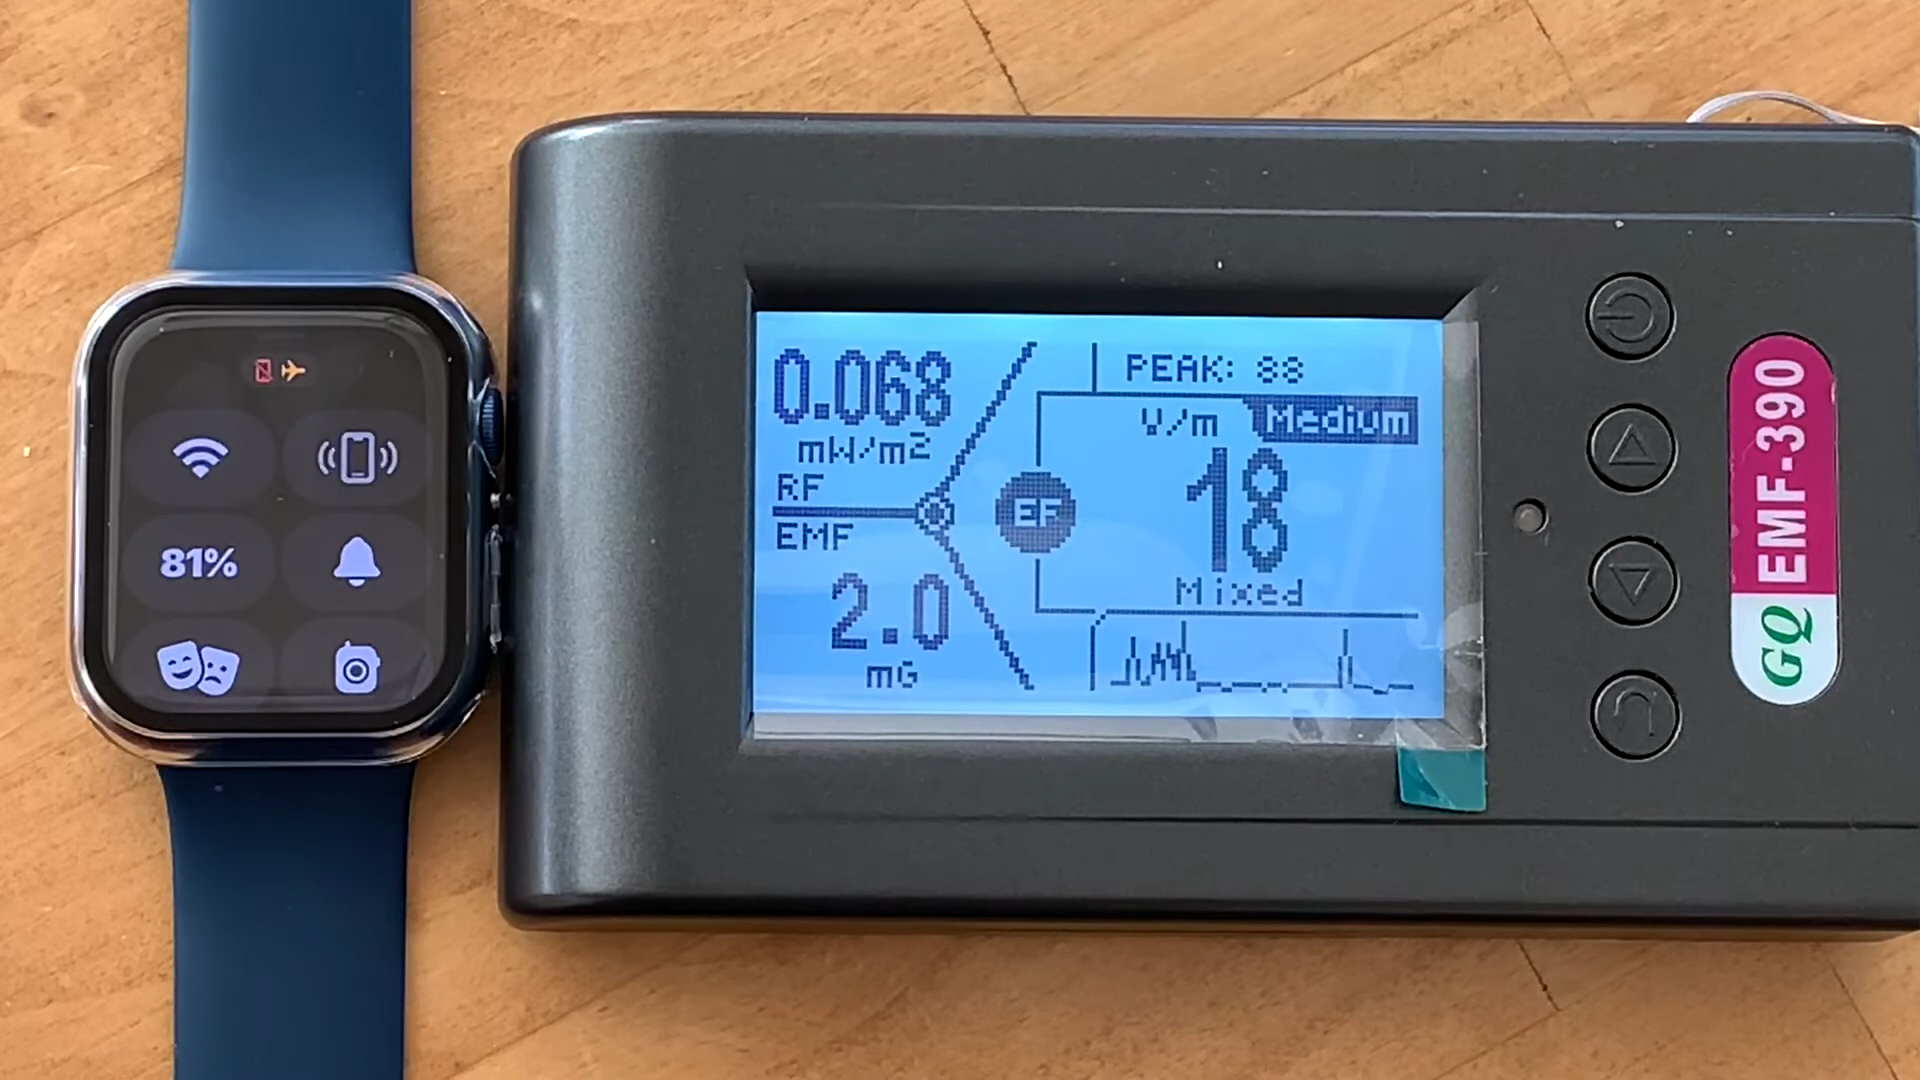 81%
0.068
mW/m2
RF
EMF
2.0
mG
PEAK: 88
V/m
Medium
EF
18
Mixed
GQ EMF-390